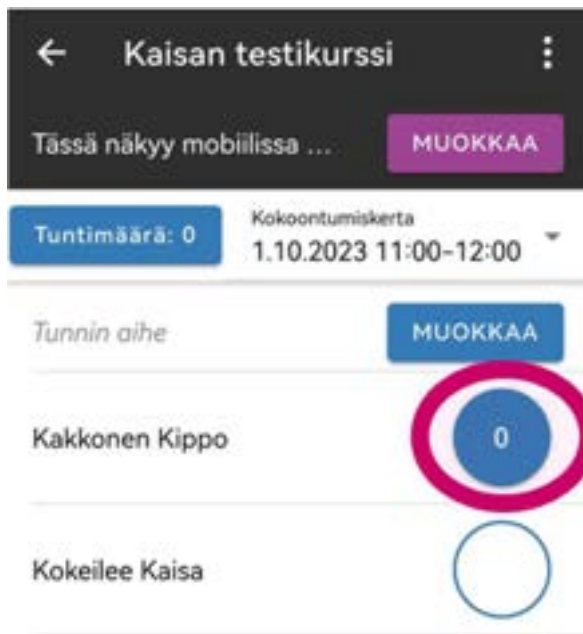 Kaisan testikurssi
Tässä näkyy mobiilissa ...
MUOKKAA
Tuntimäärä: 0
Kokoontumiskerta
1.10.2023 11:00-12:00
Tunnin aihe
MUOKKAA
Kakkonen Kippo
0
Kokeilee Kaisa